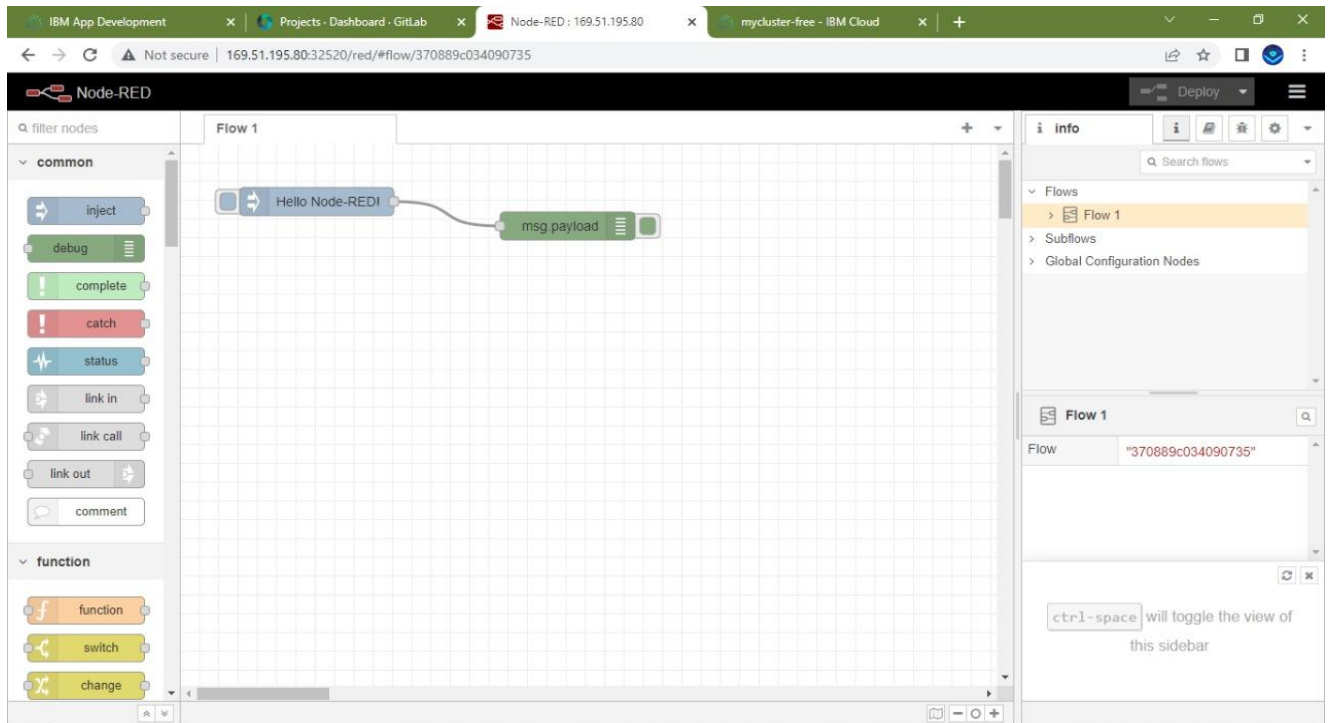 IBM App Development
Projects · Dashboard · GitLab
Node-RED : 169.51.195.80
mycluster-free - IBM Cloud
Not secure
169.51.195.80:32520/red/#flow/370889c034090735
Node-RED
Deploy
filter nodes
common
inject
debug
complete
catch
status
link in
link call
link out
comment
function
function
switch
change
Flow 1
Hello Node-RED!
msg.payload
i info
Search flows
Flows
Flow 1
Subflows
Global Configuration Nodes
Flow 1
Flow "370889c034090735"
ctrl-space will toggle the view of
this sidebar